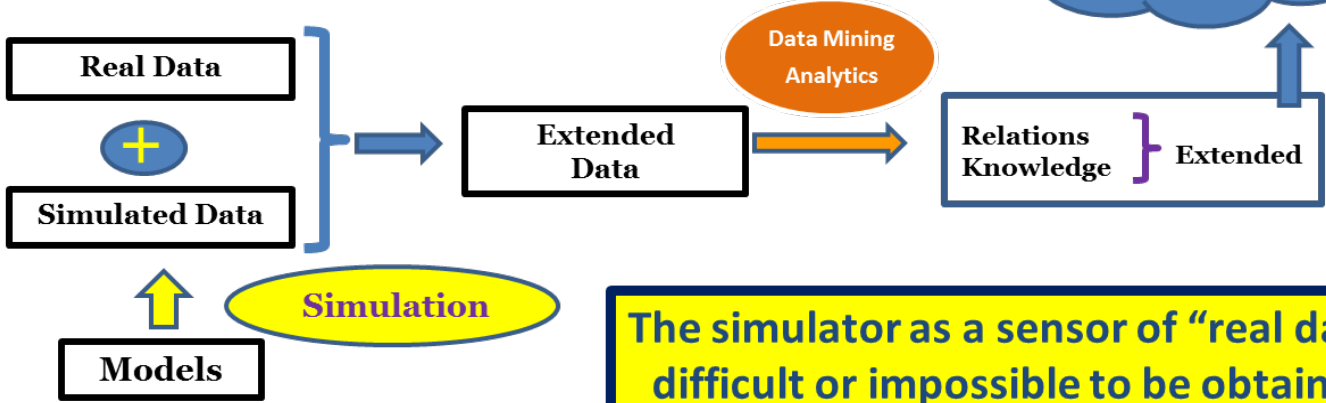 Data Mining
Analytics
Real Data
+
Simulated Data
Extended
Data
Relations
Knowledge
Extended
Simulation
Models
The simulator as a sensor of “real da
difficult or impossible to be obtain